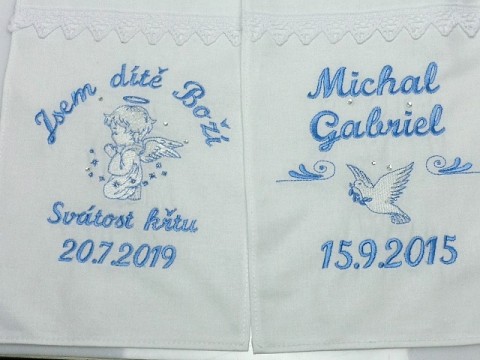 Jsem dítě Boží
Svátost křtu
20.7.2019
Michal
Gabriel
15.9.2015